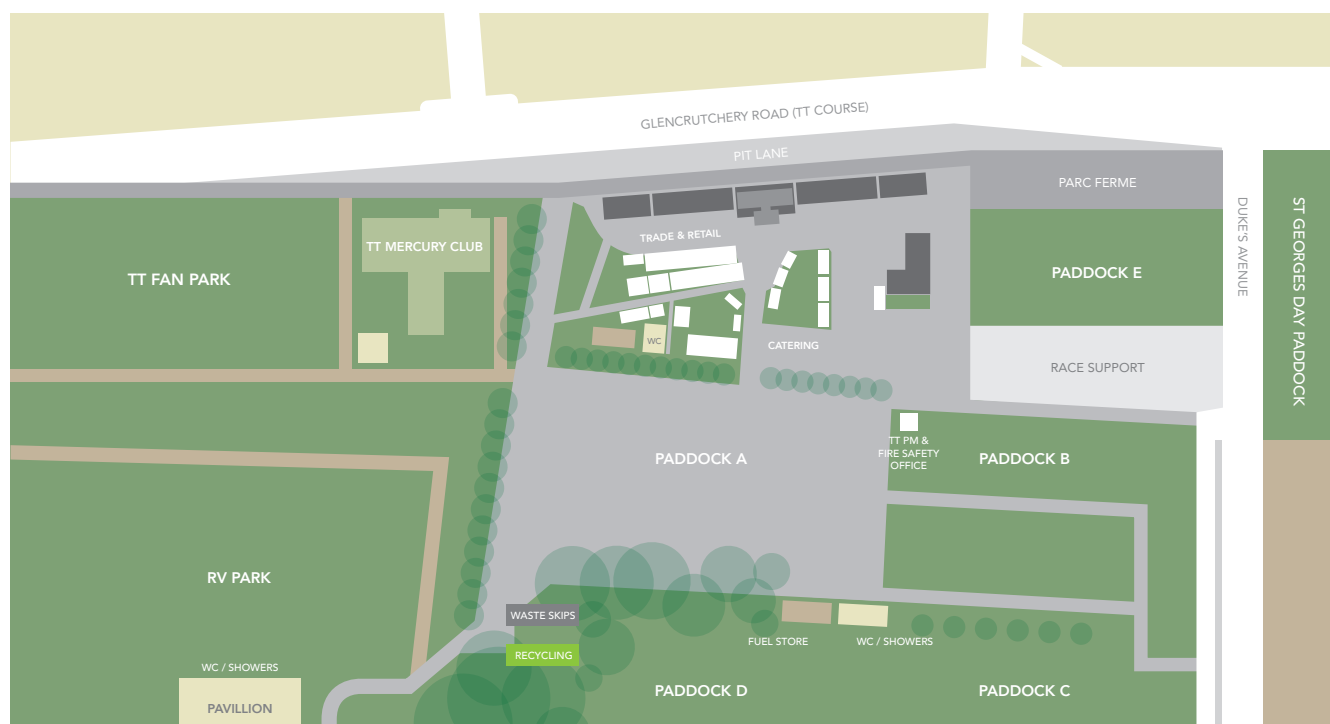 GLENCRUTCHERY ROAD (TT COURSE)
PIT LANE
PARC FERME
DUKE'S AVENUE
ST GEORGES DAY PADDOCK
TRADE & RETAIL
TT MERCURY CLUB
TT FAN PARK
PADDOCK E
WC
CATERING
RACE SUPPORT
TT PM &
FIRE SAFETY
OFFICE
PADDOCK A
PADDOCK B
RV PARK
WASTE SKIPS
RECYCLING
FUEL STORE
WC / SHOWERS
WC / SHOWERS
PAVILLION
PADDOCK D
PADDOCK C